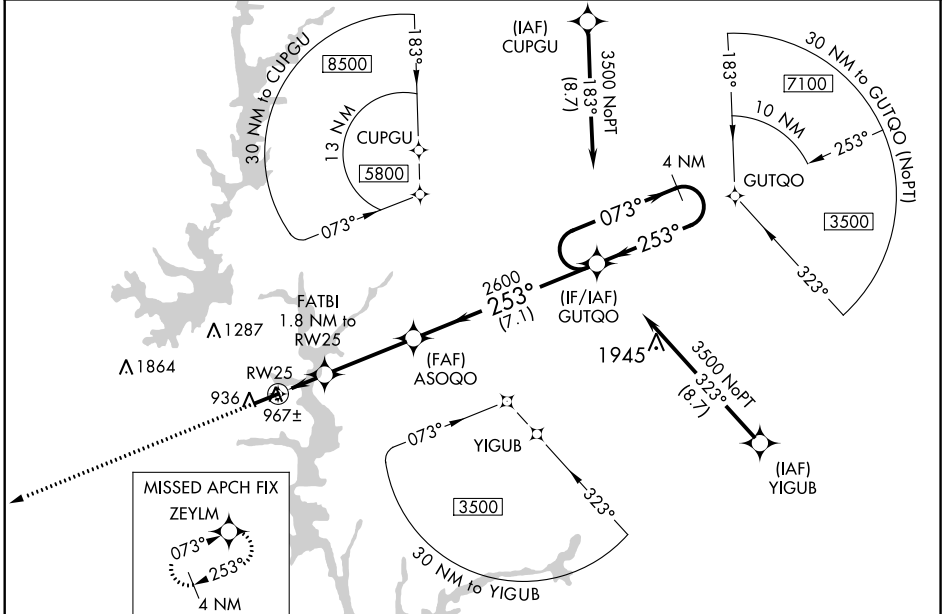 30 NM to CUPGU
8500
183°
13 NM
CUPGU
5800
073°
(IAF)
CUPGU
3500 NoPT
183°
(8.7)
30 NM to GUTQO (NoPT)
7100
183°
10 NM
253°
GUTQO
3500
323°
4 NM
073°
253°
(IF/IAF)
GUTQO
2600
253°
(7.1)
FATBI
1.8 NM to
RW25
1287
1864
(FAF)
ASOQO
RW25
936
967±
1945
3500 NoPT
323°
(8.7)
(IAF)
YIGUB
073°
YIGUB
3500
323°
30 NM to YIGUB
MISSED APCH FIX
ZEYLM
073°
253°
4 NM